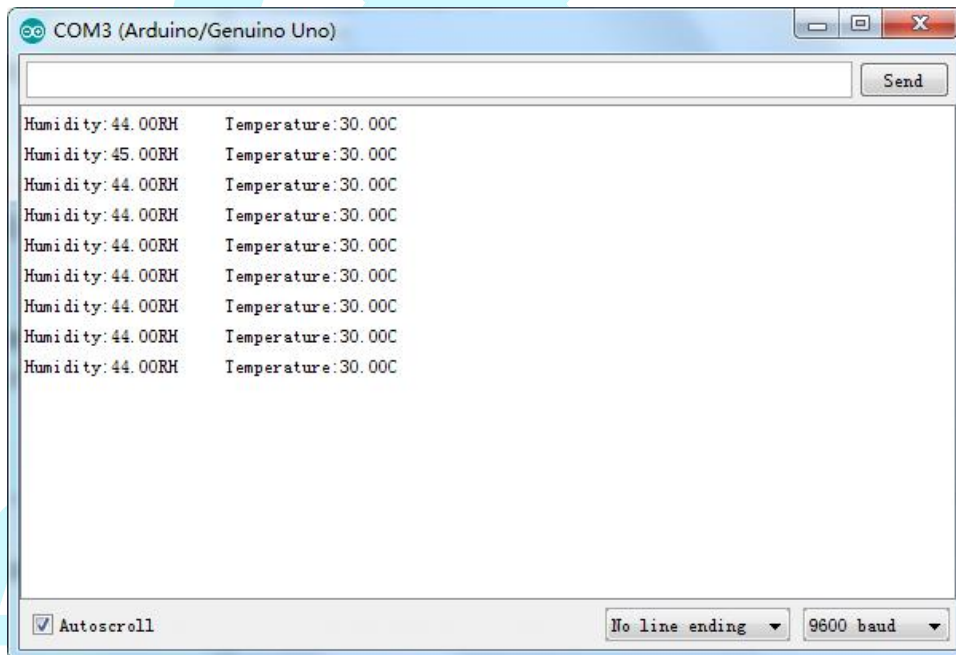 COM3 (Arduino/Genuino Uno)
Send
Humidity:44.00RH Temperature:30.00C
Humidity:45.00RH Temperature:30.00C
Humidity:44.00RH Temperature:30.00C
Humidity:44.00RH Temperature:30.00C
Humidity:44.00RH Temperature:30.00C
Humidity:44.00RH Temperature:30.00C
Humidity:44.00RH Temperature:30.00C
Humidity:44.00RH Temperature:30.00C
Humidity:44.00RH Temperature:30.00C
Autoscroll No line ending 9600 baud